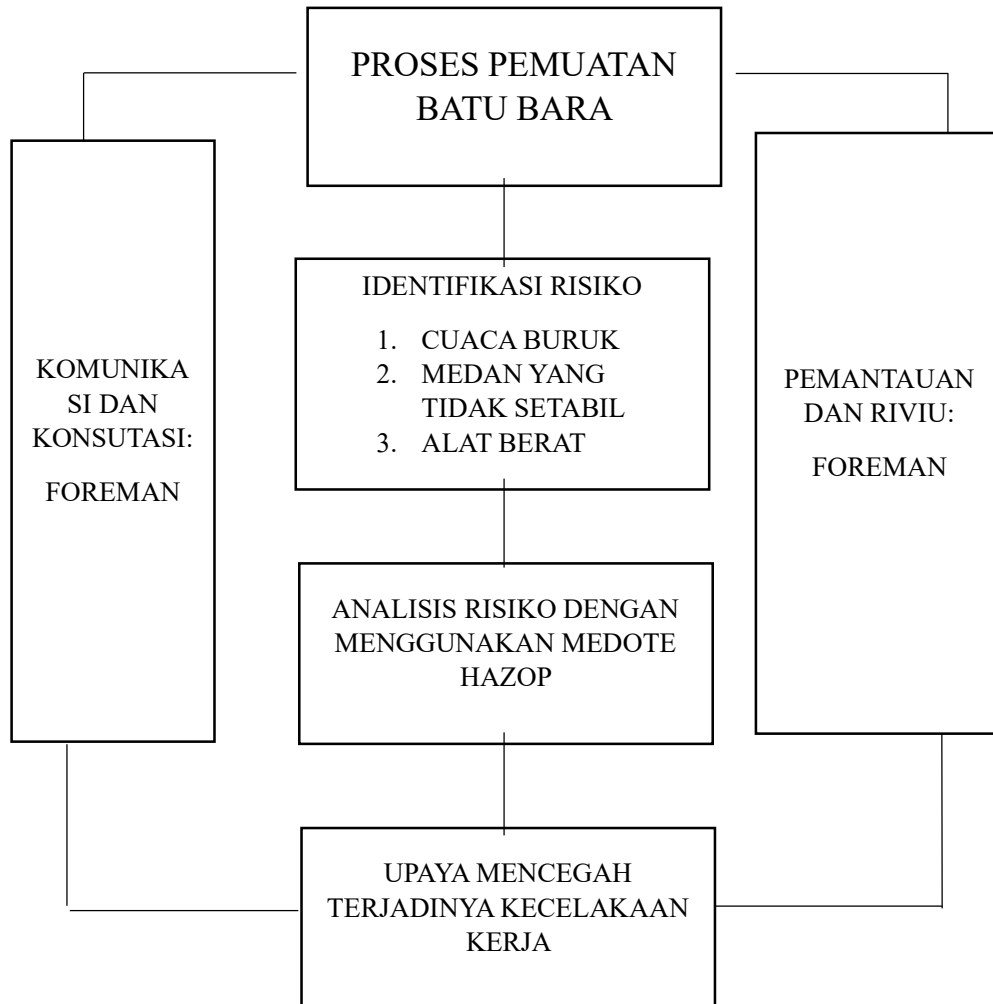 PROSES PEMUATAN
BATU BARA
KOMUNIKA
SI DAN
KONSUTASI:
FOREMAN
IDENTIFIKASI RISIKO
1. CUACA BURUK
2. MEDAN YANG
TIDAK SETABIL
3. ALAT BERAT
PEMANTAUAN
DAN RIVIU:
FOREMAN
ANALISIS RISIKO DENGAN
MENGGUNAKAN MEDOTE
HAZOP
UPAYA MENCEGAH
TERJADINYA KECELAKAAN
KERJA